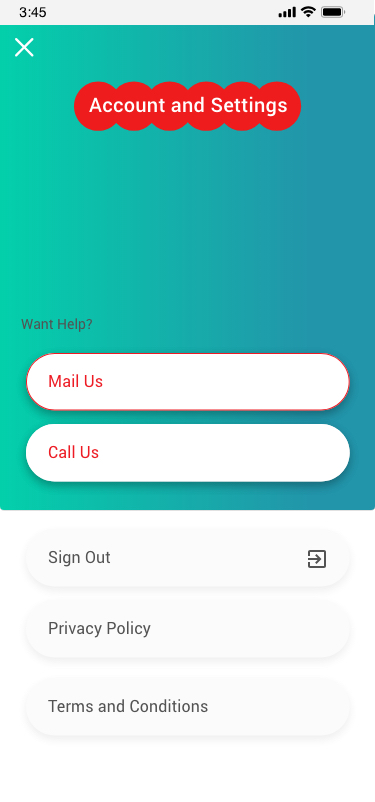 3:45
Account and Settings
Want Help?
Mail Us
Call Us
Sign Out
Privacy Policy
Terms and Conditions